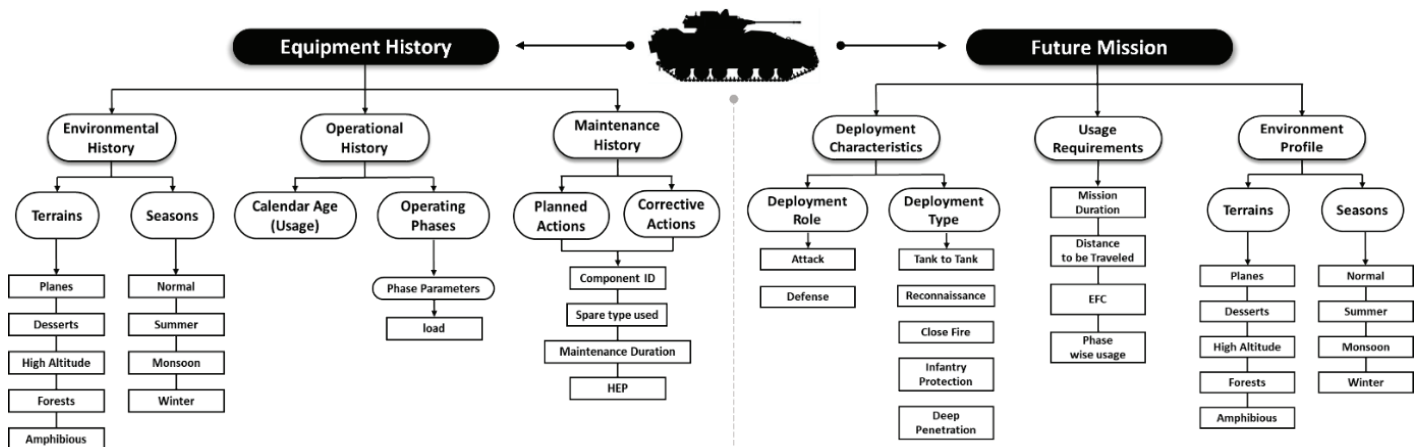 Equipment History
Future Mission
Environmental
History
Operational
History
Maintenance
History
Terrains
Seasons
Calendar Age
(Usage)
Operating
Phases
Planned
Actions
Corrective
Actions
Planes
Desserts
High Altitude
Forests
Amphibious
Normal
Summer
Monsoon
Winter
Phase Parameters
load
Component ID
Spare type used
Maintenance Duration
HEP
Deployment
Characteristics
Usage
Requirements
Environment
Profile
Deployment
Role
Deployment
Type
Attack
Defense
Tank to Tank
Reconnaissance
Close Fire
Infantry
Protection
Deep
Penetration
Mission
Duration
Distance
to be Traveled
EFC
Phase
wise usage
Terrains
Seasons
Planes
Desserts
High Altitude
Forests
Amphibious
Normal
Summer
Monsoon
Winter